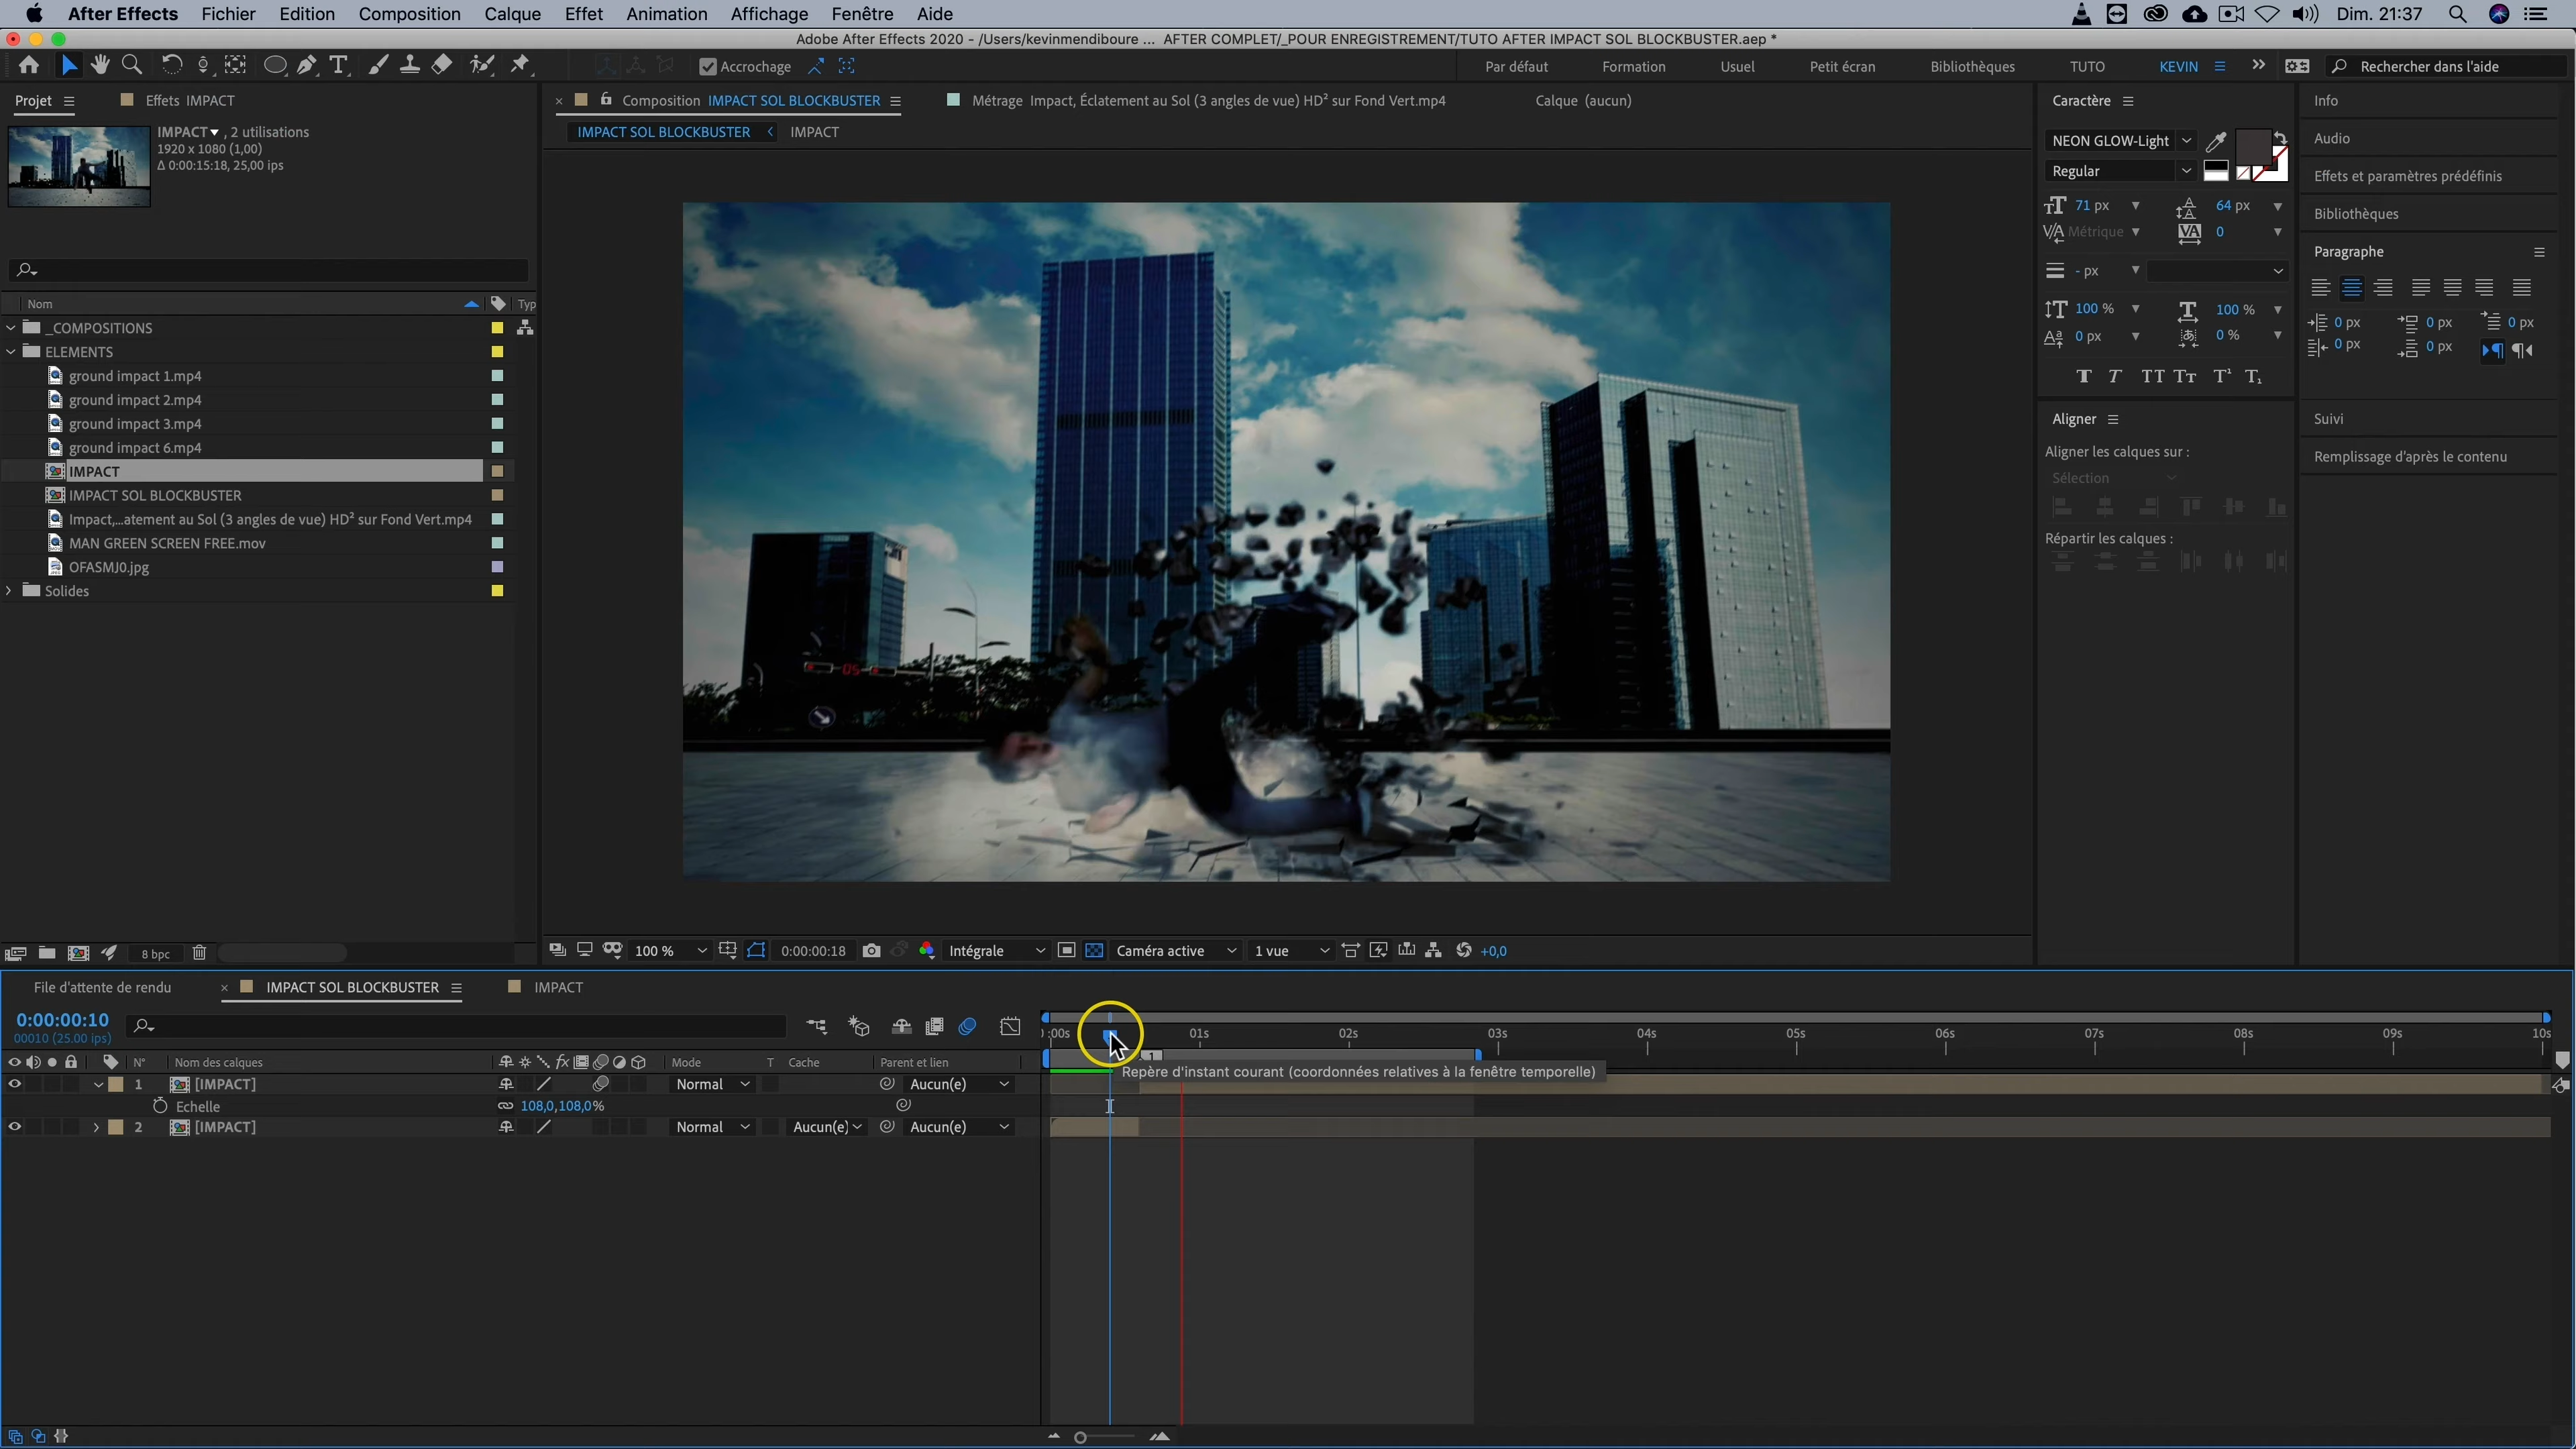 After Effects Fichier Edition Composition Calque Effet Animation Affichage Fenêtre Aide Dim. 21:37
Adobe After Effects 2020 - /Users/kevinmendiboure ... AFTER COMPLET/_POUR ENREGISTREMENT/TUTO AFTER IMPACT SOL BLOCKBUSTER.aep *
Accrochage Par défaut Formation Usuel Petit écran Bibliothèques TUTO KEVIN Rechercher dans l'aide
Projet Effets IMPACT
IMPACT , 2 utilisations
1920 x 1080 (1,00)
Δ 0:00:15:18, 25,00 ips
Nom Typ
_COMPOSITIONS
ELEMENTS
ground impact 1.mp4
ground impact 2.mp4
ground impact 3.mp4
ground impact 6.mp4
IMPACT
IMPACT SOL BLOCKBUSTER
Impact,...atement au Sol (3 angles de vue) HD² sur Fond Vert.mp4
MAN GREEN SCREEN FREE.mov
OFASMJ0.jpg
Solides
8 bpc
Composition IMPACT SOL BLOCKBUSTER Métrage Impact, Éclatement au Sol (3 angles de vue) HD² sur Fond Vert.mp4 Calque (aucun)
IMPACT SOL BLOCKBUSTER IMPACT
05
100 % 0:00:00:18 Intégrale Caméra active 1 vue +0,0
Caractère
NEON GLOW-Light
Regular
71 px 64 px
Métrique 0
- px
100 % 100 %
0 px 0 %
Aligner
Aligner les calques sur :
Sélection
Répartir les calques :
Info
Audio
Effets et paramètres prédéfinis
Bibliothèques
Paragraphe
0 px 0 px 0 px
0 px 0 px
Suivi
Remplissage d'après le contenu
File d'attente de rendu IMPACT SOL BLOCKBUSTER IMPACT
0:00:00:10
00010 (25.00 ips)
:00s 01s 02s 03s 04s 05s 06s 07s 08s 09s 10s
N° Nom des calques Mode T Cache Parent et lien
1
Repère d'instant courant (coordonnées relatives à la fenêtre temporelle)
1 [IMPACT] Normal Aucun(e)
Echelle 108,0,108,0%
2 [IMPACT] Normal Aucun(e) Aucun(e)